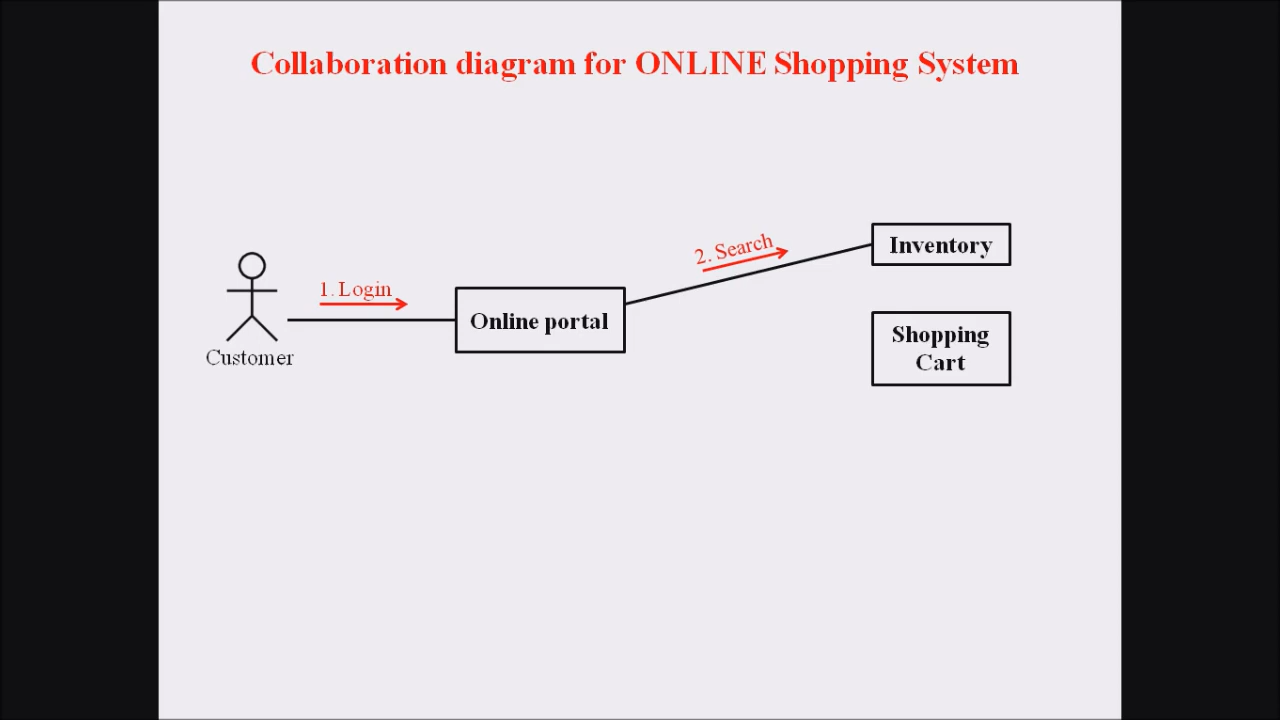 Collaboration diagram for ONLINE Shopping System
2. Search
Inventory
1. Login
Online portal
Shopping
Cart
Customer